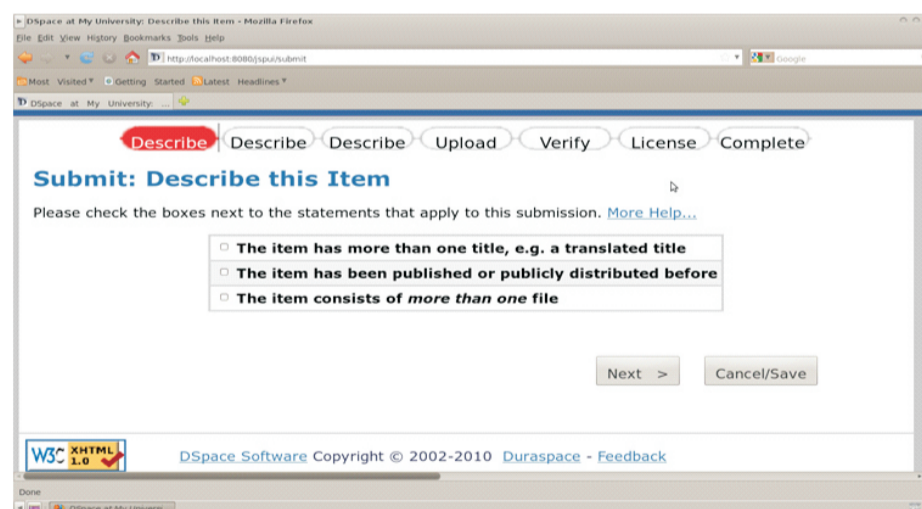 DSpace at My University: Describe this Item - Mozilla Firefox
File Edit View History Bookmarks Tools Help
http://localhost:8080/jspui/submit
Google
Most Visited Getting Started Latest Headlines
DSpace at My University: ...
Describe Describe Describe Upload Verify License Complete
Submit: Describe this Item
Please check the boxes next to the statements that apply to this submission. More Help...
The item has more than one title, e.g. a translated title
The item has been published or publicly distributed before
The item consists of more than one file
Next >
Cancel/Save
W3C XHTML 1.0
DSpace Software Copyright © 2002-2010 Duraspace - Feedback
Done